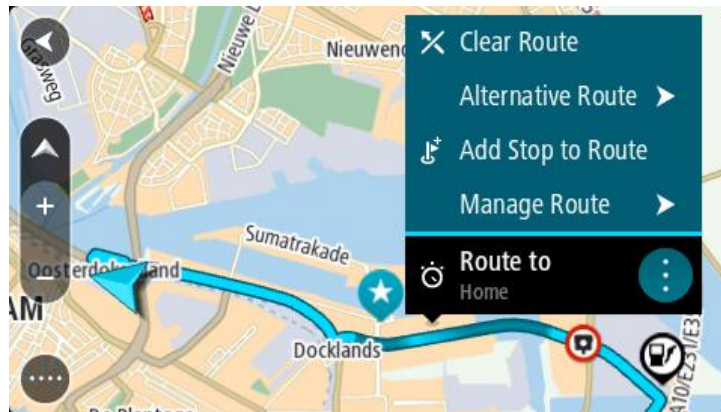 Grasweg
Nieuwe L
Nieuwend
Clear Route
Alternative Route
Add Stop to Route
Manage Route
Sumatrakade
Route to
Home
AM
Docklands
A10/E231/E3